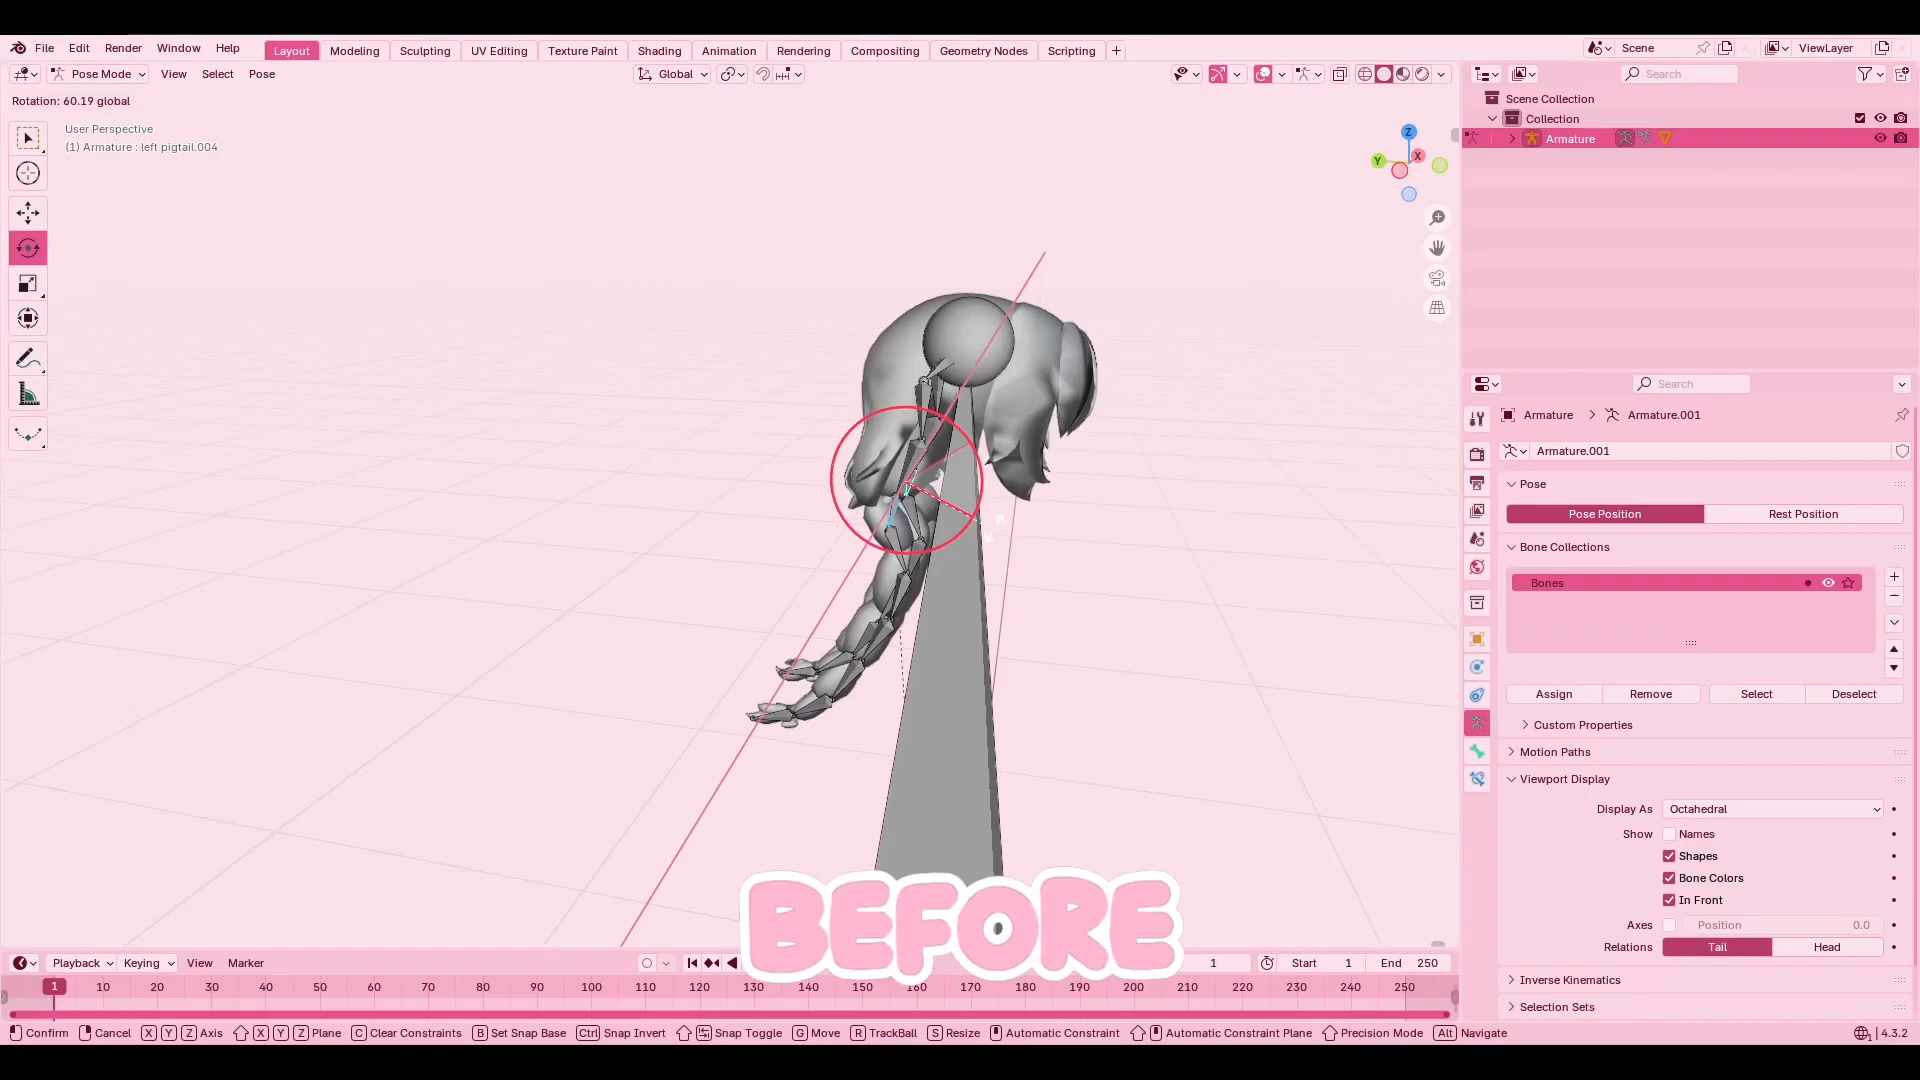 File Edit Render Window Help
Layout Modeling Sculpting UV Editing Texture Paint Shading Animation Rendering Compositing Geometry Nodes Scripting +
Scene
ViewLayer
Pose Mode View Select Pose
Global
Search
Rotation: 60.19 global
User Perspective
(1) Armature : left pigtail.004
Z
Y
X
Scene Collection
Collection
Armature
Search
Armature Armature.001
Armature.001
Pose
Pose Position Rest Position
Bone Collections
Bones
Assign Remove Select Deselect
Custom Properties
Motion Paths
Viewport Display
Display As Octahedral
Show Names
Shapes
Bone Colors
In Front
Axes Position 0.0
Relations Tail Head
Inverse Kinematics
Selection Sets
BEFORE
Playback Keying View Marker
1 Start 1 End 250
1 10 20 30 40 50 60 70 80 90 100 110 120 130 140 150 160 170 180 190 200 210 220 230 240 250
Confirm Cancel X Y Z Axis X Y Z Plane C Clear Constraints B Set Snap Base Ctrl Snap Invert Snap Toggle G Move R TrackBall S Resize Automatic Constraint Automatic Constraint Plane Precision Mode Alt Navigate
4.3.2